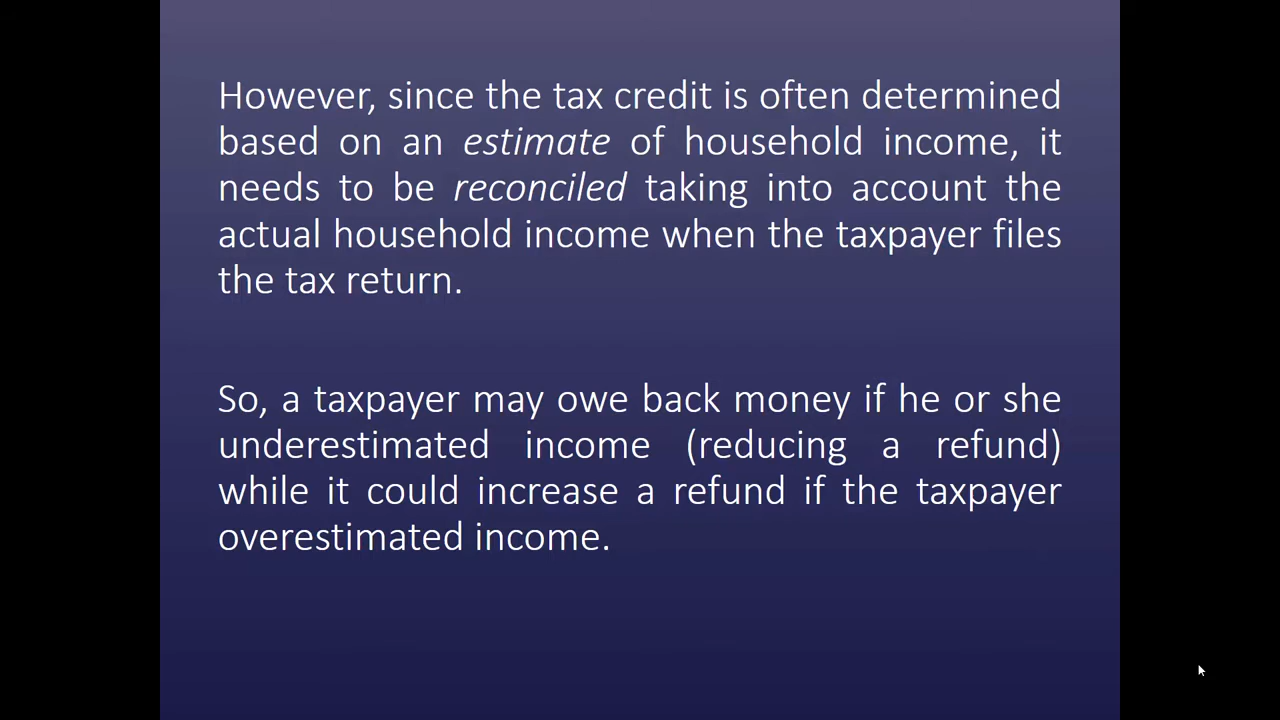 However, since the tax credit is often determined
based on an estimate of household income, it
needs to be reconciled taking into account the
actual household income when the taxpayer files
the tax return.
So, a taxpayer may owe back money if he or she
underestimated income (reducing a refund)
while it could increase a refund if the taxpayer
overestimated income.